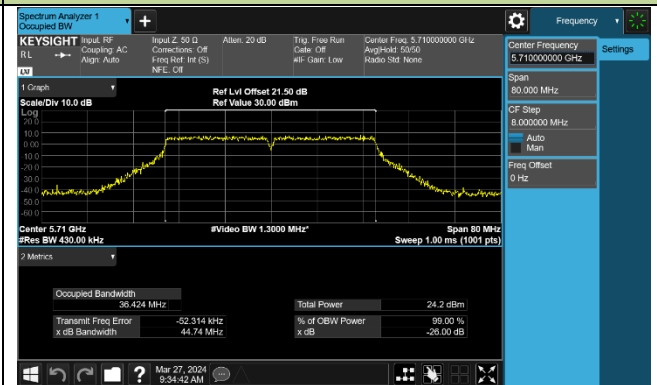 Spectrum Analyzer 1
Occupied BW
Frequency
KEYSIGHT
RL
LXI
Input: RF
Coupling: AC
Align: Auto
Input Z: 50 Ω
Corrections: Off
Freq Ref: Int (S)
NFE: Off
Atten: 20 dB
Trig: Free Run
Gate: Off
#IF Gain: Low
Center Freq: 5.710000000 GHz
Avg|Hold: 50/50
Radio Std: None
Center Frequency
5.710000000 GHz
Settings
Span
80.000 MHz
CF Step
8.000000 MHz
Auto
Man
Freq Offset
0 Hz
1 Graph
Scale/Div 10.0 dB
Ref Lvl Offset 21.50 dB
Ref Value 30.00 dBm
Log
20.0
10.0
0.00
-10.0
-20.0
-30.0
-40.0
-50.0
-60.0
Center 5.71 GHz
#Res BW 430.00 kHz
#Video BW 1.3000 MHz*
Span 80 MHz
Sweep 1.00 ms (1001 pts)
2 Metrics
Occupied Bandwidth
36.424 MHz
Total Power 24.2 dBm
Transmit Freq Error -52.314 kHz
% of OBW Power 99.00 %
x dB Bandwidth 44.74 MHz
x dB -26.00 dB
?
Mar 27, 2024
9:34:42 AM